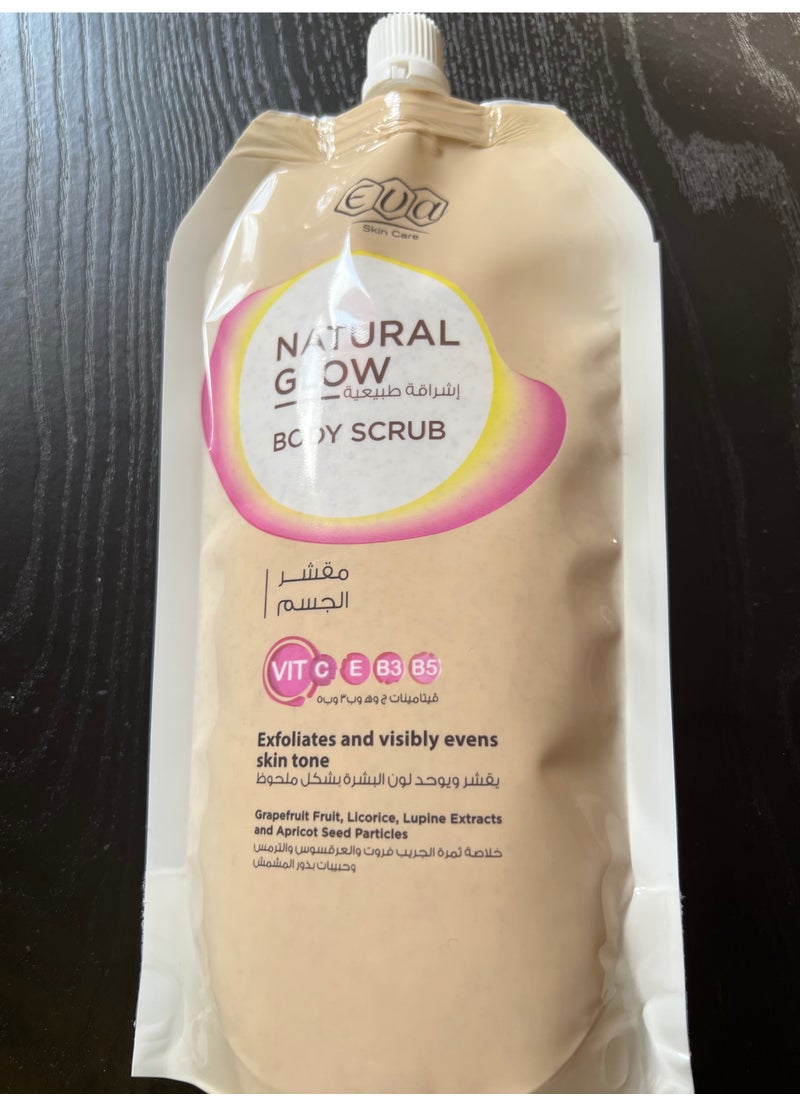 Eva
Skin Care
NATURAL
GLOW
إشراقة طبيعية
BODY SCRUB
مقشر
الجسم
VIT C E B3 B5
ڤيتامينات ج وهـ وب٣ وب٥
Exfoliates and visibly evens
skin tone
يقشر ويوحد لون البشرة بشكل ملحوظ
Grapefruit Fruit, Licorice, Lupine Extracts
and Apricot Seed Particles
خلاصة ثمرة الجريب فروت والعرقسوس والترمس
وحبيبات بذور المشمش